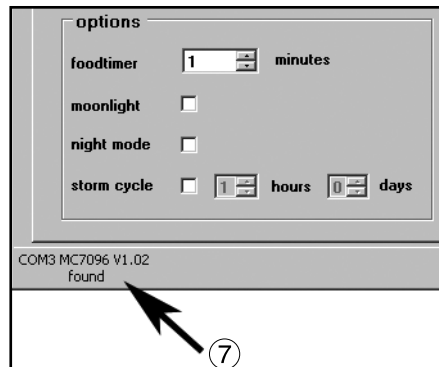 options
foodtimer 1 minutes
moonlight
night mode
storm cycle 1 hours 0 days
COM3 MC7096 V1.02
found
7